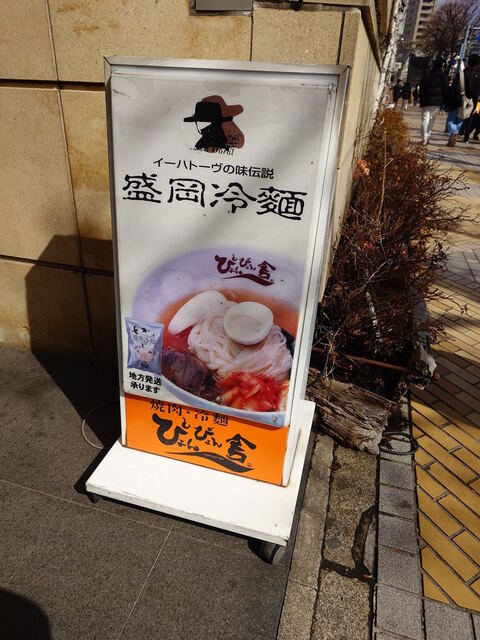 イーハトーヴの味伝説
盛岡冷麺
ぴょんぴょん舎
地方発送
承ります
焼肉・冷麺
ぴょんぴょん舎